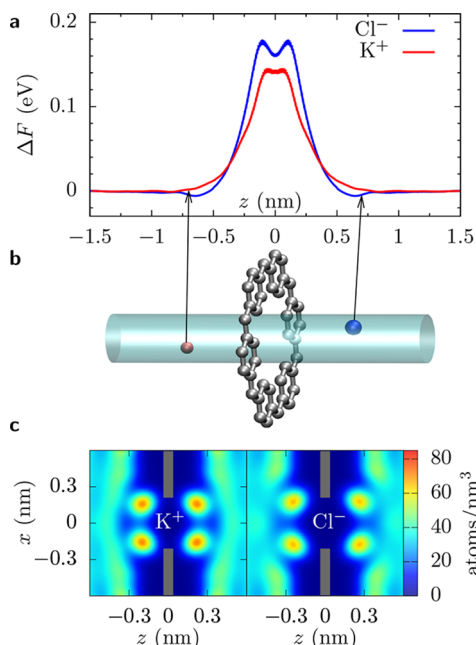 a
0.2
0.1
0
ΔF (eV)
Cl−
K+
z (nm)
−1.5 −1 −0.5 0 0.5 1 1.5
b
c
0.3
0
−0.3
x (nm)
K+
Cl−
−0.3 0 0.3
−0.3 0 0.3
z (nm)
z (nm)
80
60
40
20
0
atoms/nm³